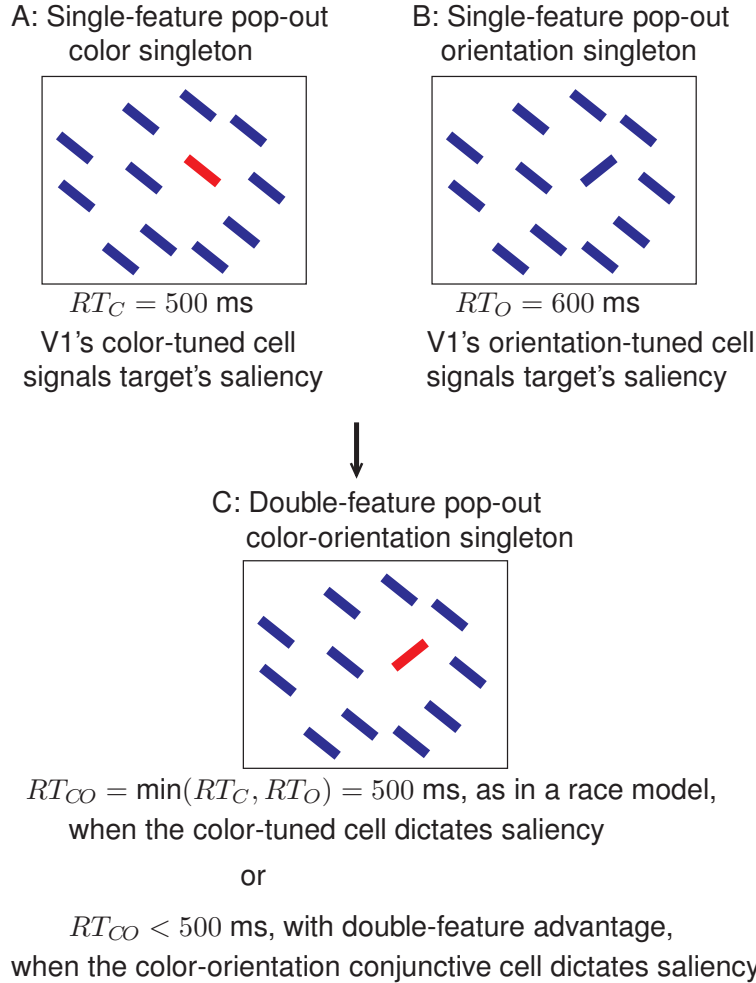 A: Single-feature pop-out
color singleton
RT_C = 500 ms
V1's color-tuned cell
signals target's saliency
B: Single-feature pop-out
orientation singleton
RT_O = 600 ms
V1's orientation-tuned cell
signals target's saliency
C: Double-feature pop-out
color-orientation singleton
RT_CO = min(RT_C, RT_O) = 500 ms, as in a race model,
when the color-tuned cell dictates saliency
or
RT_CO < 500 ms, with double-feature advantage,
when the color-orientation conjunctive cell dictates saliency